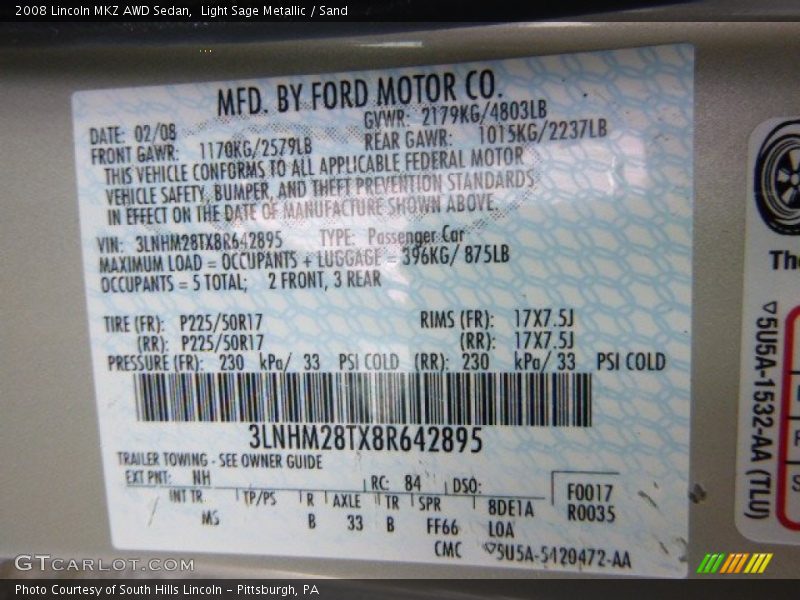 2008 Lincoln MKZ AWD Sedan,  Light Sage Metallic / Sand
MFD. BY FORD MOTOR CO.
DATE: 02/08   GVWR: 2179KG/4803LB
FRONT GAWR: 1170KG/2579LB   REAR GAWR: 1015KG/2237LB
THIS VEHICLE CONFORMS TO ALL APPLICABLE FEDERAL MOTOR
VEHICLE SAFETY, BUMPER, AND THEFT PREVENTION STANDARDS
IN EFFECT ON THE DATE OF MANUFACTURE SHOWN ABOVE.
VIN: 3LNHM28TX8R642895   TYPE: Passenger Car
MAXIMUM LOAD = OCCUPANTS + LUGGAGE = 396KG/ 875LB
OCCUPANTS = 5 TOTAL; 2 FRONT, 3 REAR
TIRE (FR): P225/50R17   RIMS (FR): 17X7.5J
(RR): P225/50R17   (RR): 17X7.5J
PRESSURE (FR): 230 kPa/ 33 PSI COLD (RR): 230 kPa/ 33 PSI COLD
3LNHM28TX8R642895
TRAILER TOWING - SEE OWNER GUIDE
EXT PNT: NH   RC: 84   DSO:   F0017
INT TR   TP/PS   R   AXLE   TR   SPR   8DE1A   R0035
M5   B   33   B   FF66   L0A
CMC   5U5A-5420472-AA
The
5U5A-1532-AA (TLU)
GTCARLOT.COM
Photo Courtesy of South Hills Lincoln - Pittsburgh, PA